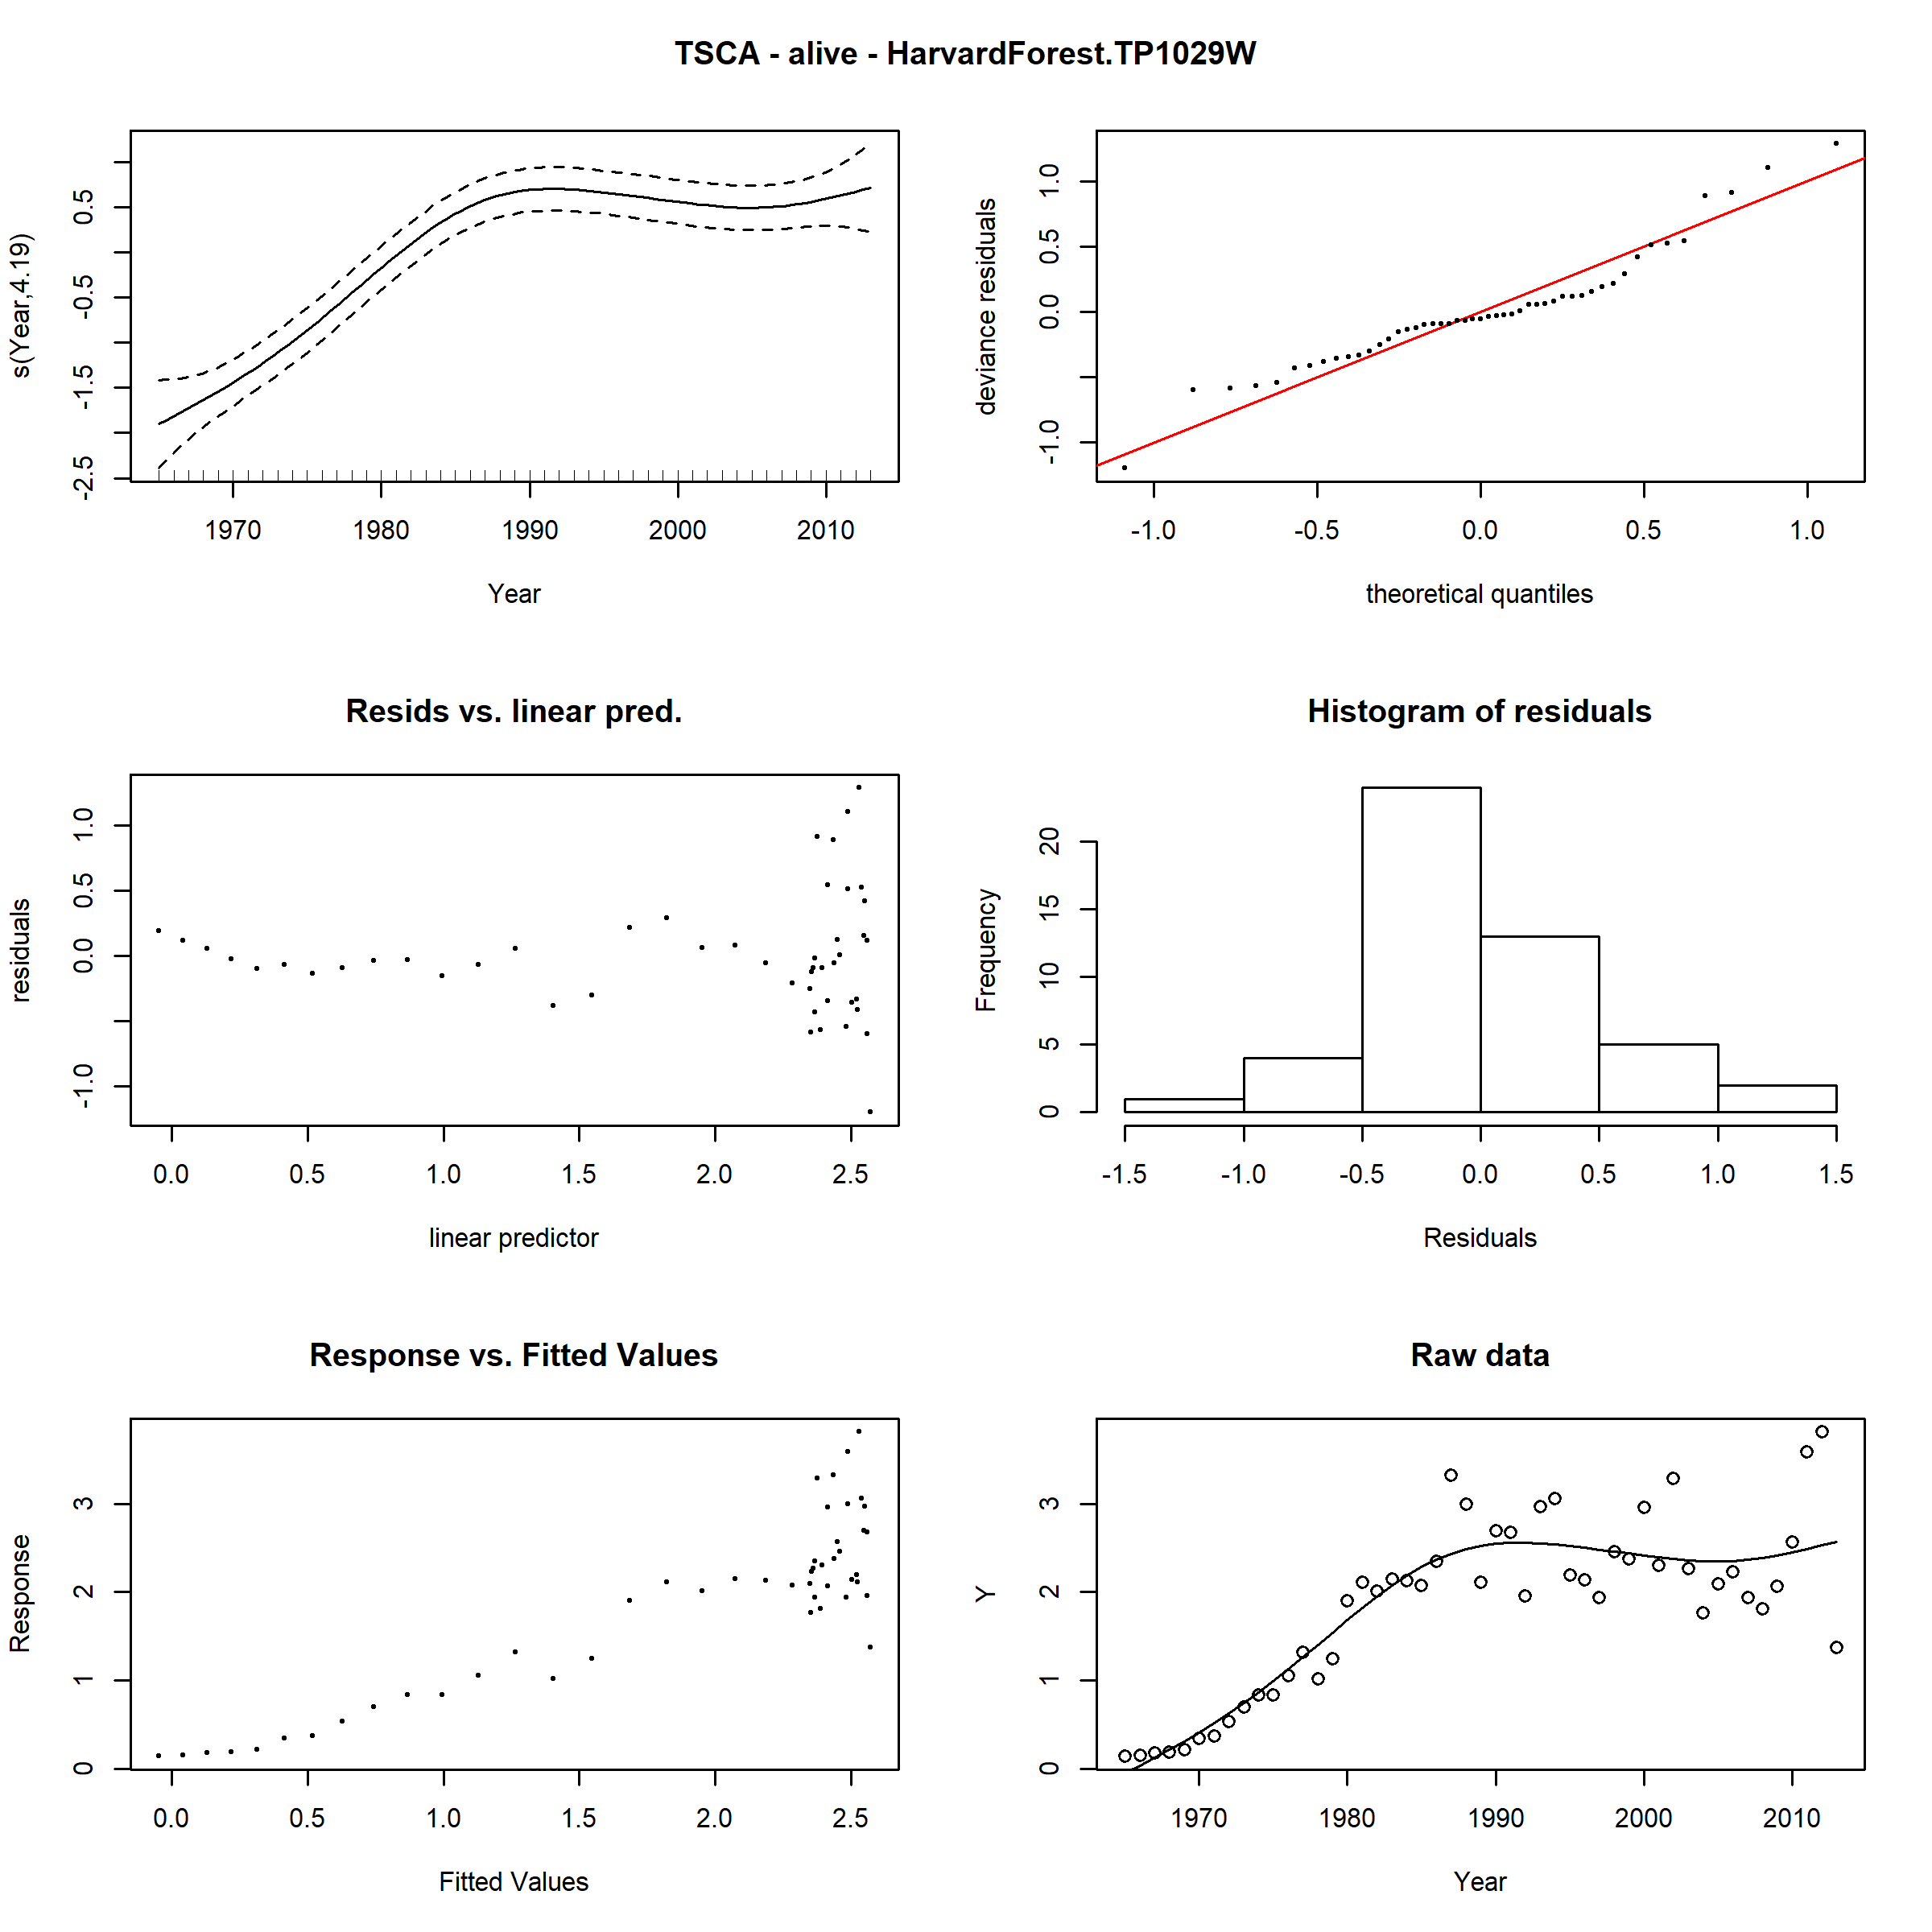 TSCA - alive - HarvardForest.TP1029W
s(Year,4.19)
0.5
-0.5
-1.5
-2.5
1970 1980 1990 2000 2010
Year
deviance residuals
1.0
0.5
0.0
-1.0
-1.0 -0.5 0.0 0.5 1.0
theoretical quantiles
Resids vs. linear pred.
residuals
1.0
0.5
0.0
-1.0
0.0 0.5 1.0 1.5 2.0 2.5
linear predictor
Histogram of residuals
Frequency
20
15
10
5
0
-1.5 -1.0 -0.5 0.0 0.5 1.0 1.5
Residuals
Response vs. Fitted Values
Response
3
2
1
0
0.0 0.5 1.0 1.5 2.0 2.5
Fitted Values
Raw data
Y
3
2
1
0
1970 1980 1990 2000 2010
Year